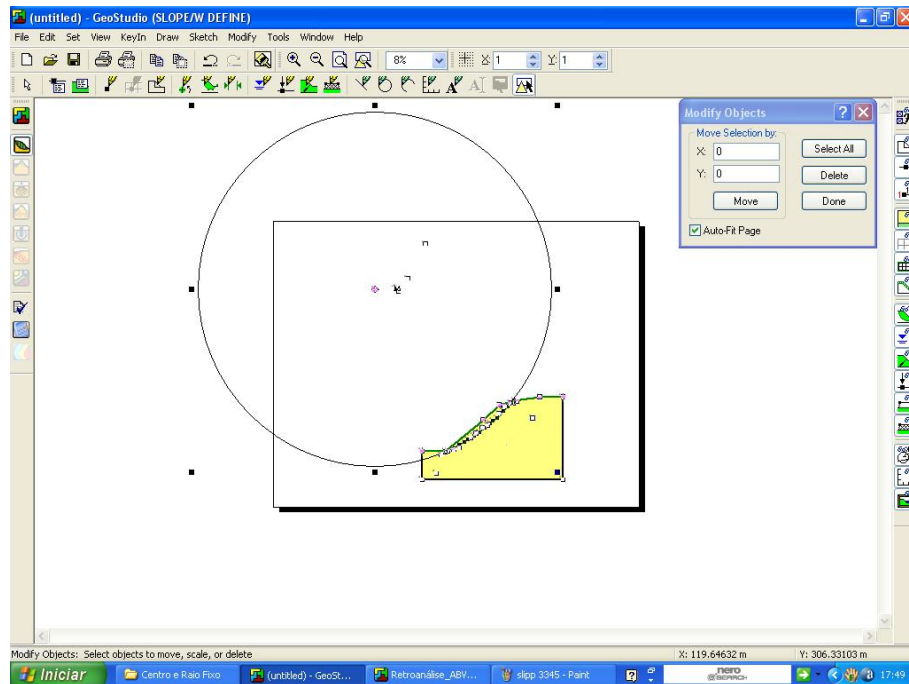 (untitled) - GeoStudio (SLOPE/W DEFINE)
File Edit Set View KeyIn Draw Sketch Modify Tools Window Help
8% X: 1 Y: 1
Modify Objects
Move Selection by:
X: 0 Select All
Y: 0 Delete
Move Done
Auto-Fit Page
Modify Objects: Select objects to move, scale, or delete X: 119.64632 m Y: 306.33103 m
Iniciar Centro e Raio Fixo (untitled) - GeoSt... Retroanálise_ABV... slipp 3345 - Paint nero SEARCH 17:49